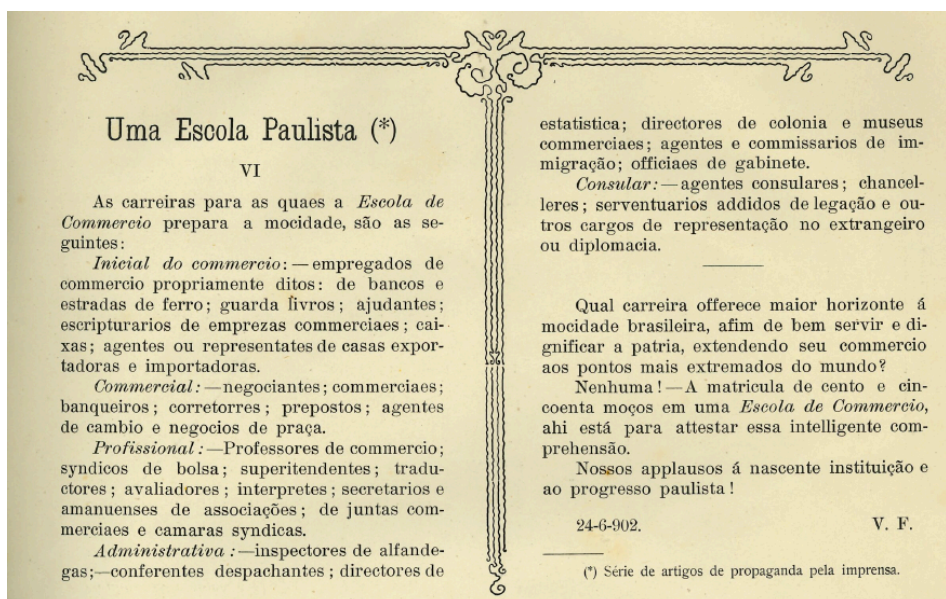 Uma Escola Paulista (*)
VI
As carreiras para as quaes a Escola de
Commercio prepara a mocidade, são as se-
guintes:
Inicial do commercio: — empregados de
commercio propriamente ditos: de bancos e
estradas de ferro; guarda livros; ajudantes;
escripturarios de emprezas commerciaes; cai-
xas; agentes ou representates de casas expor-
tadoras e importadoras.
Commercial: —negociantes; commerciaes;
banqueiros; corretorres; prepostos; agentes
de cambio e negocios de praça.
Profissional:—Professores de commercio;
syndicos de bolsa; superitendentes; tradu-
ctores; avaliadores; interpretes; secretarios e
amanuenses de associações; de juntas com-
merciaes e camaras syndicas.
Administrativa:—inspectores de alfande-
gas;—conferentes despachantes; directores de
estatistica; directores de colonia e museus
commerciaes; agentes e commissarios de im-
migração; officiaes de gabinete.
Consular:—agentes consulares; chancel-
leres; serventuarios addidos de legação e ou-
tros cargos de representação no extrangeiro
ou diplomacia.
Qual carreira offerece maior horizonte á
mocidade brasileira, afim de bem servir e di-
gnificar a patria, extendendo seu commercio
aos pontos mais extremados do mundo?
Nenhuma!—A matricula de cento e cin-
coenta moços em uma Escola de Commercio,
ahi está para attestar essa intelligente com-
prehensão.
Nossos applausos á nascente instituição e
ao progresso paulista!
24-6-902. V. F.
(*) Série de artigos de propaganda pela imprensa.